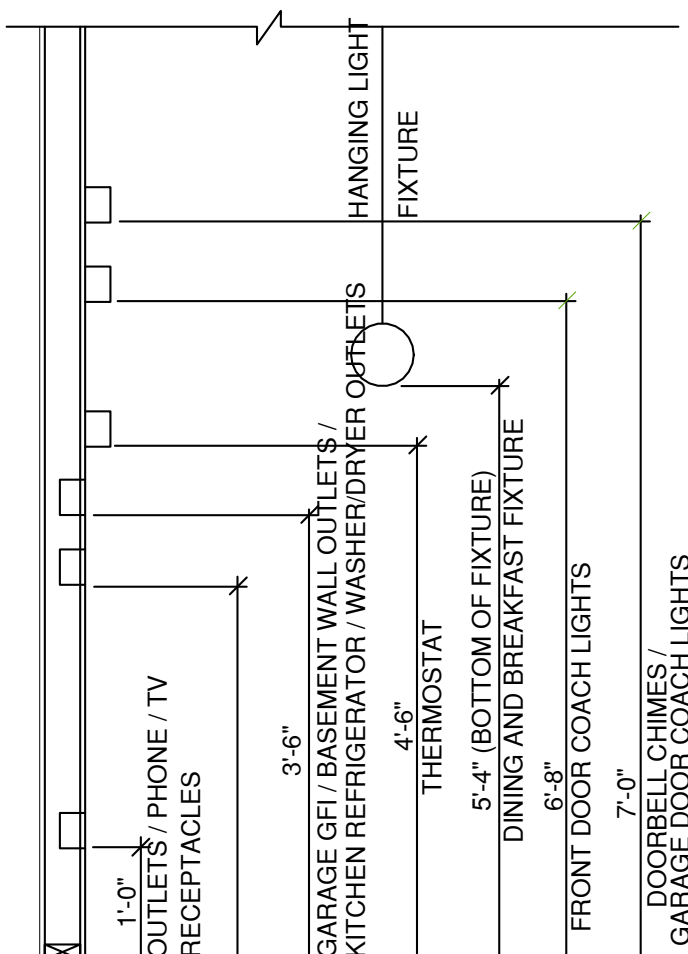 HANGING LIGHT
FIXTURE
1'-0"
OUTLETS / PHONE / TV
RECEPTACLES
3'-6"
GARAGE GFI / BASEMENT WALL OUTLETS /
KITCHEN REFRIGERATOR / WASHER/DRYER OUTLETS
4'-6"
THERMOSTAT
5'-4" (BOTTOM OF FIXTURE)
DINING AND BREAKFAST FIXTURE
6'-8"
FRONT DOOR COACH LIGHTS
7'-0"
DOORBELL CHIMES /
GARAGE DOOR COACH LIGHTS